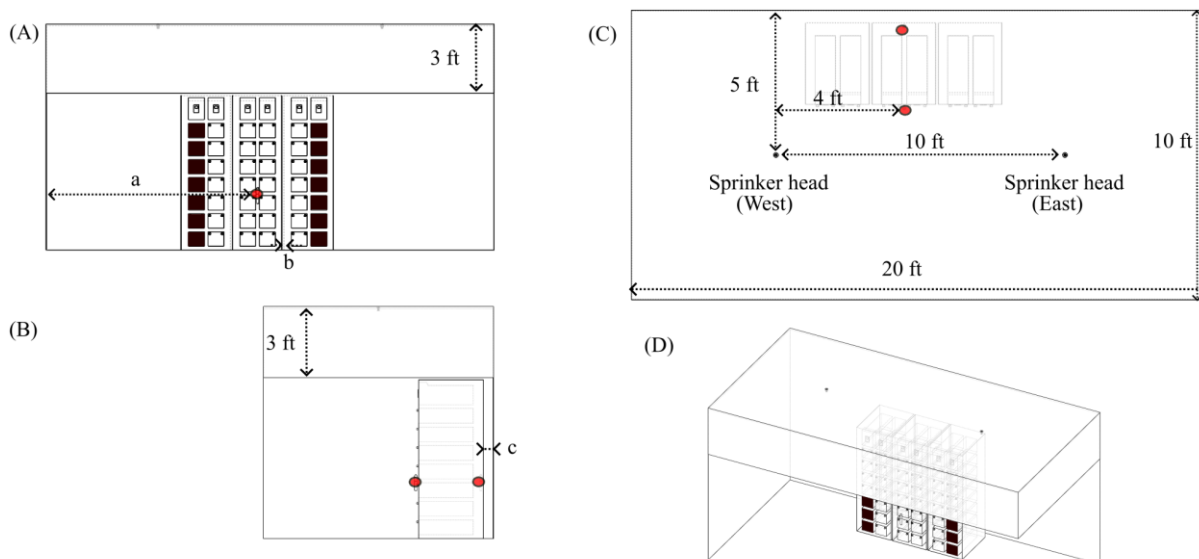 (A)
3 ft
a
b
(B)
3 ft
c
(C)
5 ft
4 ft
10 ft
10 ft
Sprinker head
(West)
Sprinker head
(East)
20 ft
(D)